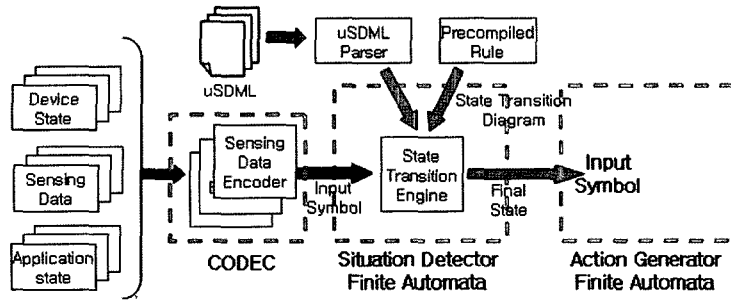 uSDML
uSDML
Parser
Precompiled
Rule
Device
State
Sensing
Data
Application
state
Sensing
Data
Encoder
CODEC
Input
Symbol
State Transition
Diagram
State
Transition
Engine
Final
State
Situation Detector
Finite Automata
Input
Symbol
Action Generator
Finite Automata